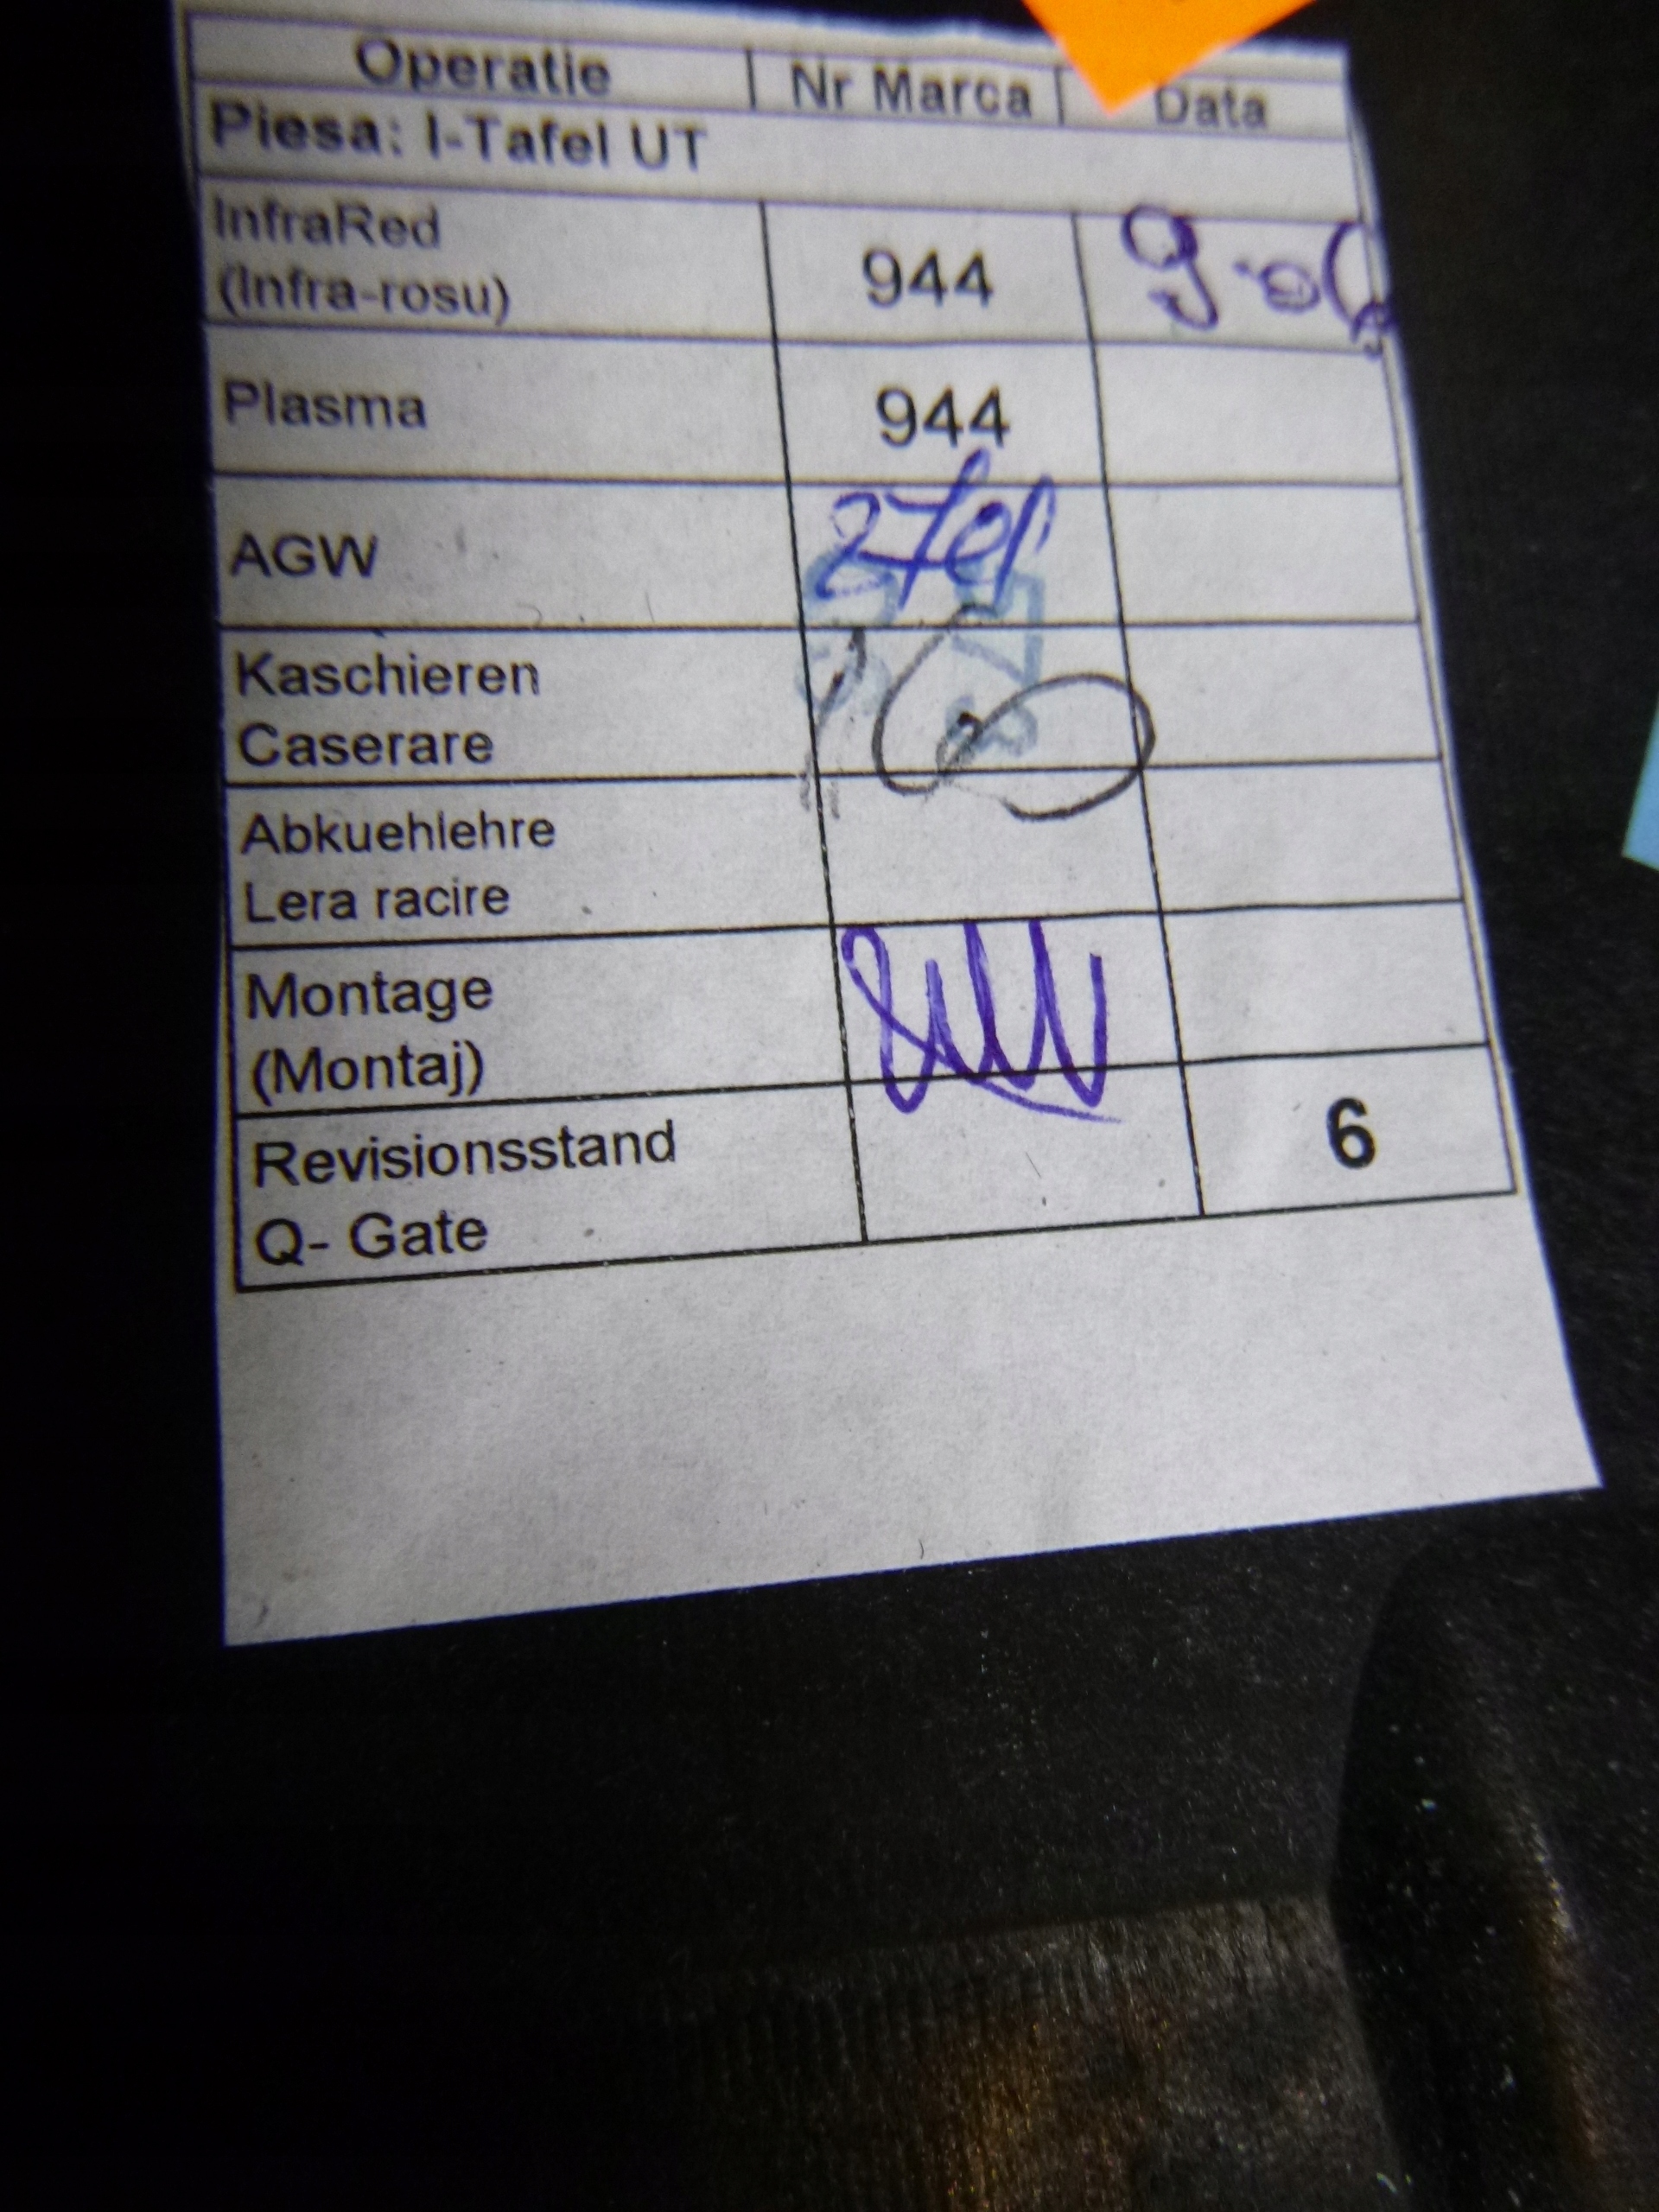 Operatie Nr Marca Data
Piesa: I-Tafel UT
InfraRed
(Infra-rosu) 944
Plasma 944
AGW
Kaschieren
Caserare
Abkuehlehre
Lera racire
Montage
(Montaj)
Revisionsstand
Q- Gate 6